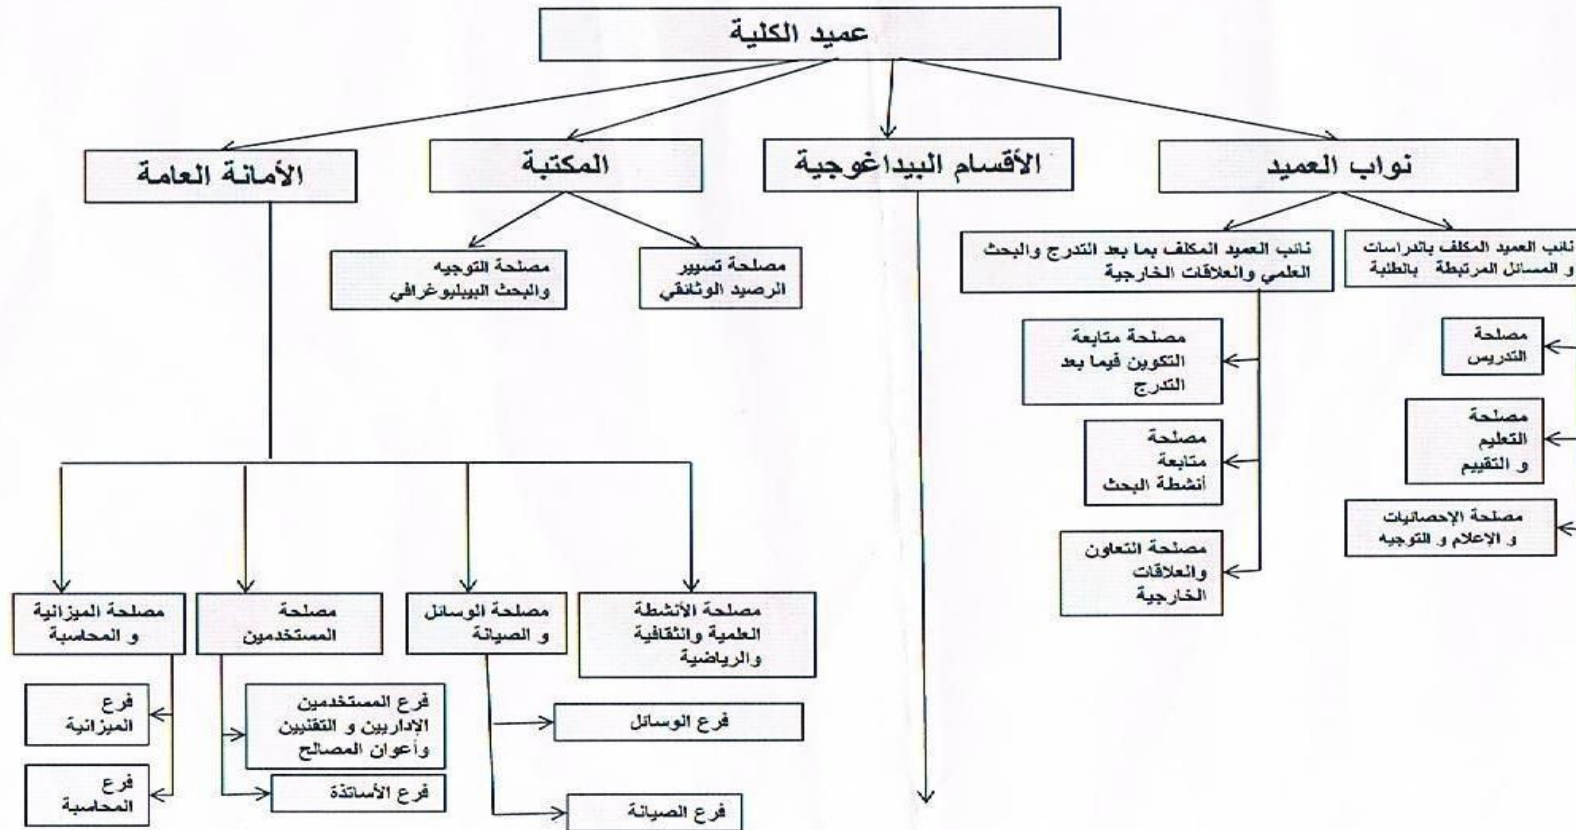 عميد الكلية
نواب العميد
الأقسام البيداغوجية
المكتبة
الأمانة العامة
نائب العميد المكلف بالدراسات
و المسائل المرتبطة بالطلبة
نائب العميد المكلف بما بعد التدرج والبحث
العلمي والعلاقات الخارجية
مصلحة تسيير
الرصيد الوثائقي
مصلحة التوجيه
والبحث البيبليوغرافي
مصلحة
التدريس
مصلحة
التعليم
و التقييم
مصلحة الإحصائيات
و الإعلام و التوجيه
مصلحة متابعة
التكوين فيما بعد
التدرج
مصلحة
متابعة
أنشطة البحث
مصلحة التعاون
والعلاقات
الخارجية
مصلحة الأنشطة
العلمية والثقافية
والرياضية
مصلحة الوسائل
و الصيانة
مصلحة
المستخدمين
مصلحة الميزانية
و المحاسبة
فرع الوسائل
فرع الصيانة
فرع المستخدمين
الإداريين و التقنيين
وأعوان المصالح
فرع الأساتذة
فرع
الميزانية
فرع
المحاسبة